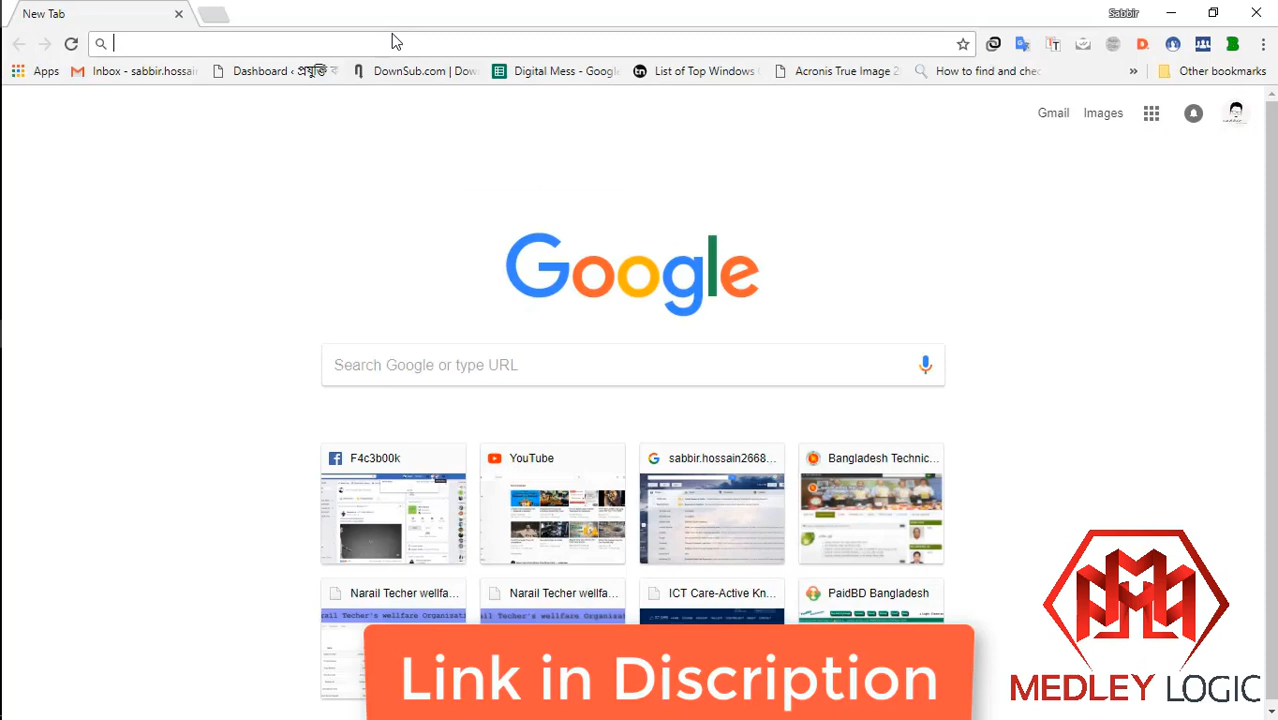 New Tab
Sabbir
Apps
Inbox - sabbir.hossai
Dashboard ‹ প্রযুক্তি ব
DownSub.com | Dow
Digital Mess - Googl
List of Top Windows
Acronis True Image 2
How to find and chec
»
Other bookmarks
Gmail
Images
Google
Search Google or type URL
F4c3b00k
YouTube
sabbir.hossain2668...
Bangladesh Technic...
Narail Techer wellfa...
Narail Techer wellfa...
ICT Care-Active Kn...
PaidBD Bangladesh
Link in Discription
MEDLEY LOGIC